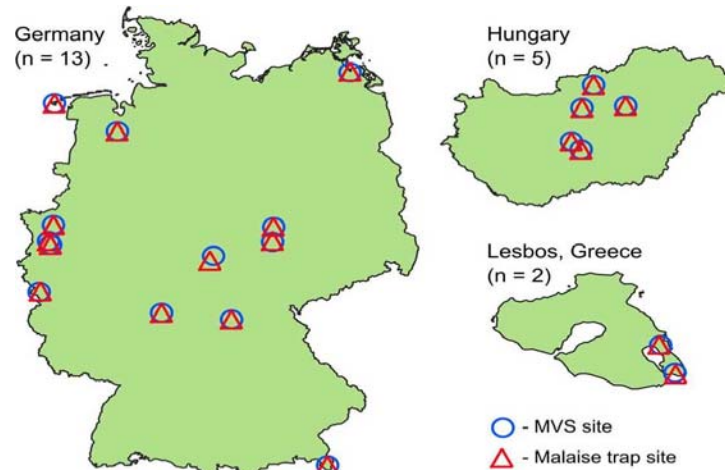 Germany
(n = 13)
Hungary
(n = 5)
Lesbos, Greece
(n = 2)
- MVS site
- Malaise trap site